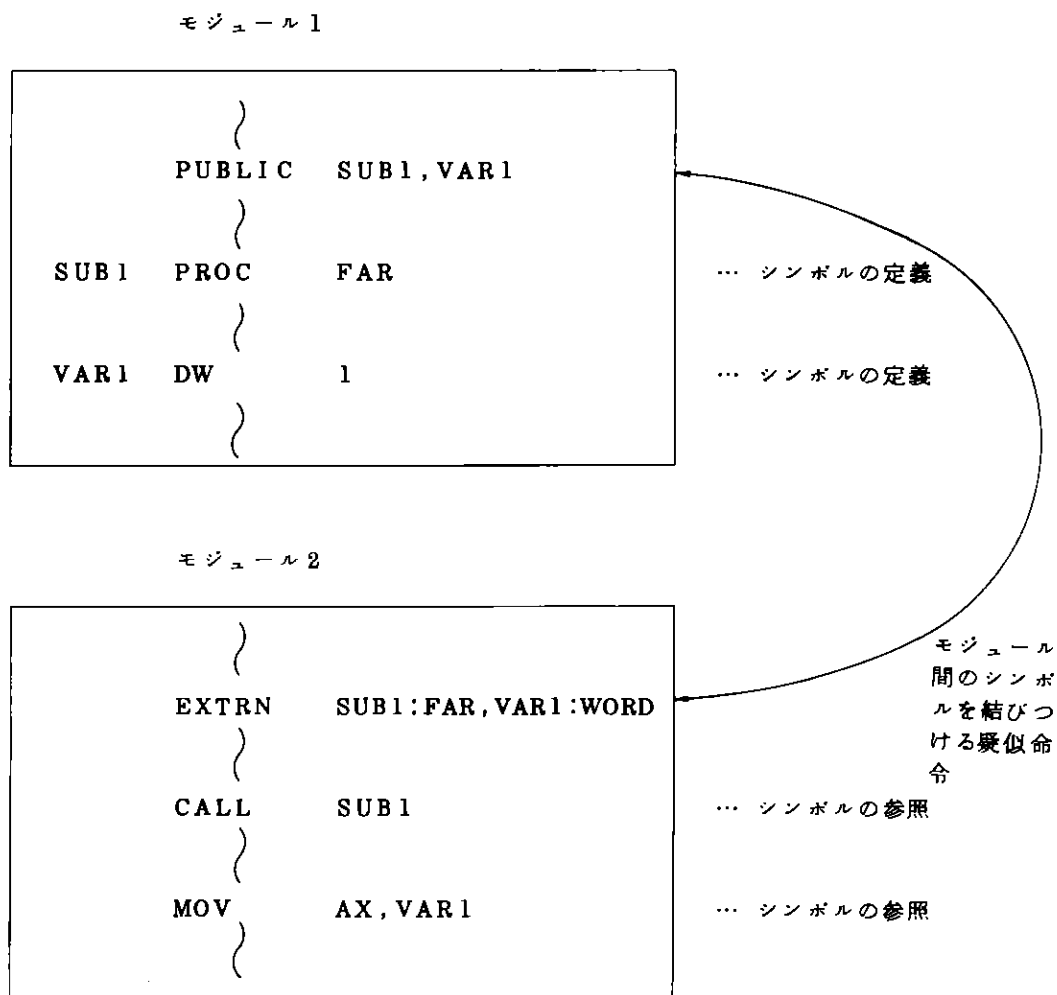 モジュール1
PUBLIC SUB1,VAR1
SUB1 PROC FAR
… シンボルの定義
VAR1 DW 1
… シンボルの定義
モジュール2
EXTRN SUB1:FAR,VAR1:WORD
モジュール
間のシンボ
ルを結びつ
ける疑似命
令
CALL SUB1
… シンボルの参照
MOV AX,VAR1
… シンボルの参照